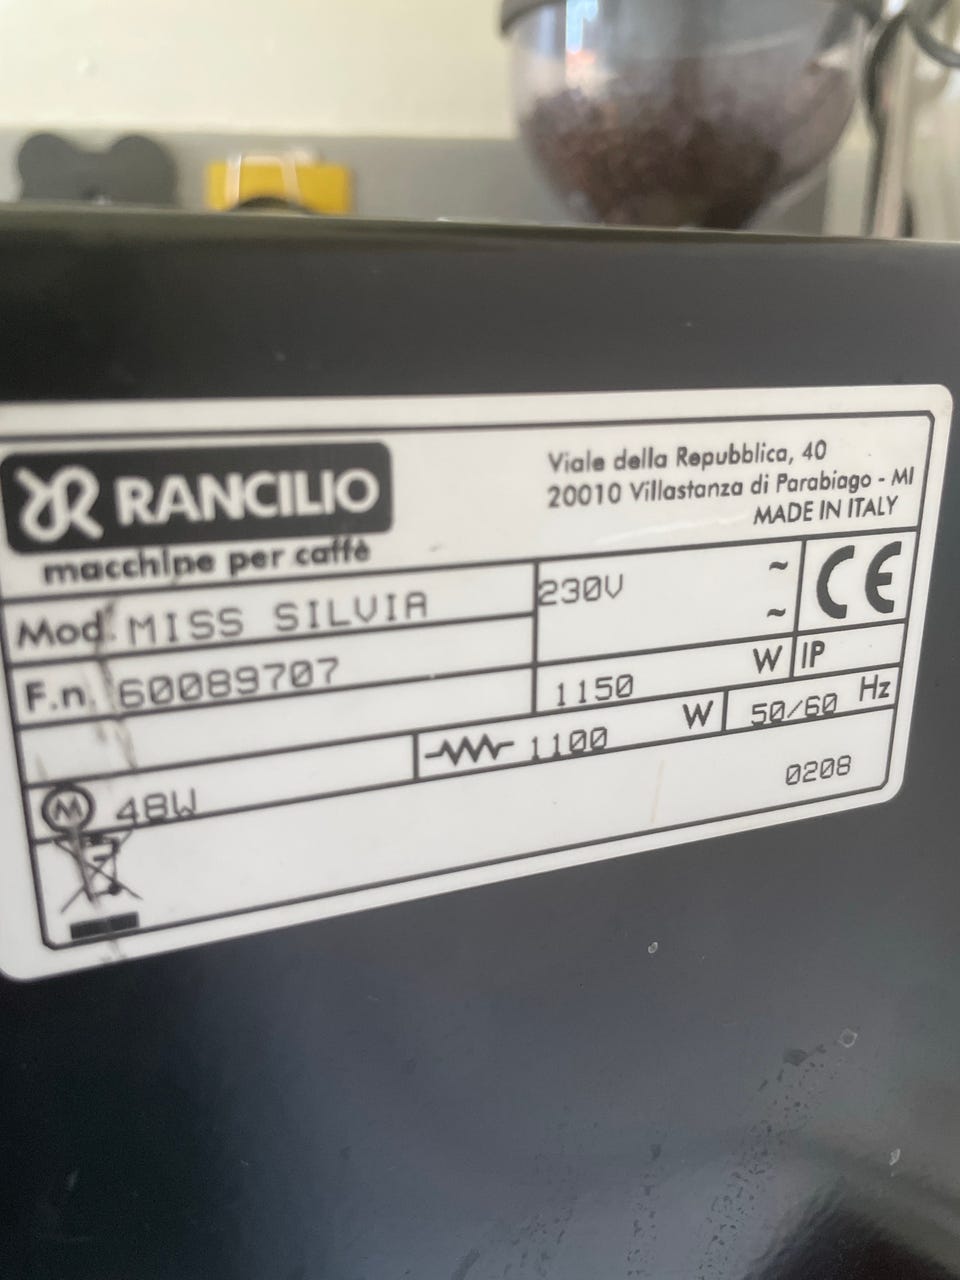 RANCILIO
macchine per caffè
Viale della Repubblica, 40
20010 Villastanza di Parabiago - MI
MADE IN ITALY
Mod. MISS SILVIA
230V ~ ~
CE
F.n. 60089707
1150 W
IP
1100 W
50/60 Hz
M 48W
0208